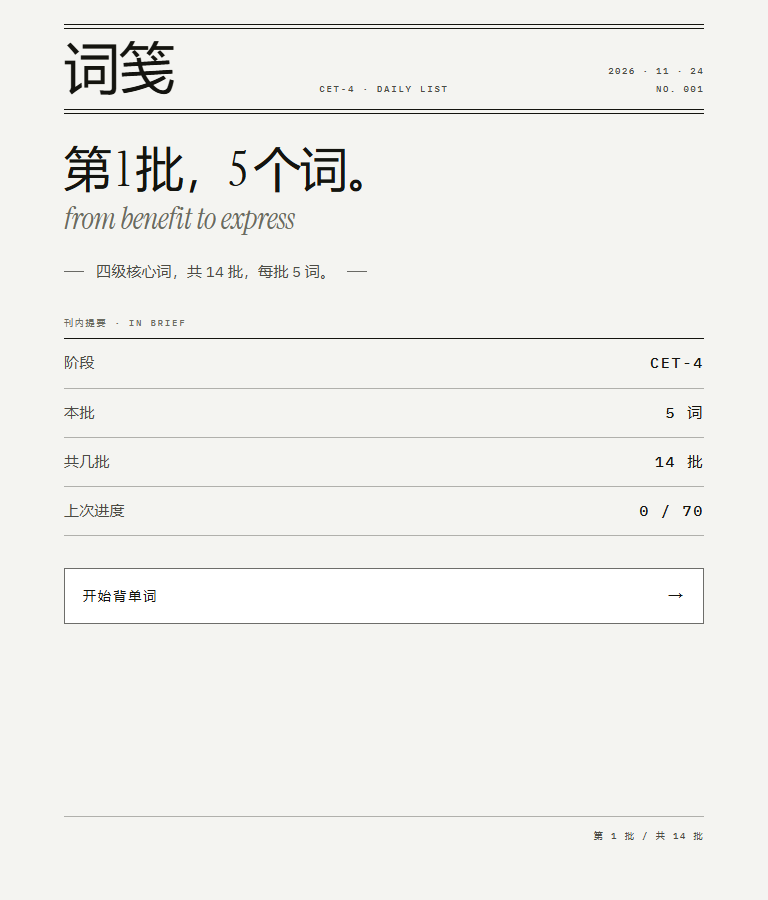 词笺
CET-4 · DAILY LIST
2026 · 11 · 24
NO. 001
第1批，5个词。
from benefit to express
四级核心词，共 14 批，每批 5 词。
刊内提要 · IN BRIEF
阶段 CET-4
本批 5 词
共几批 14 批
上次进度 0 / 70
开始背单词 →
第 1 批 / 共 14 批